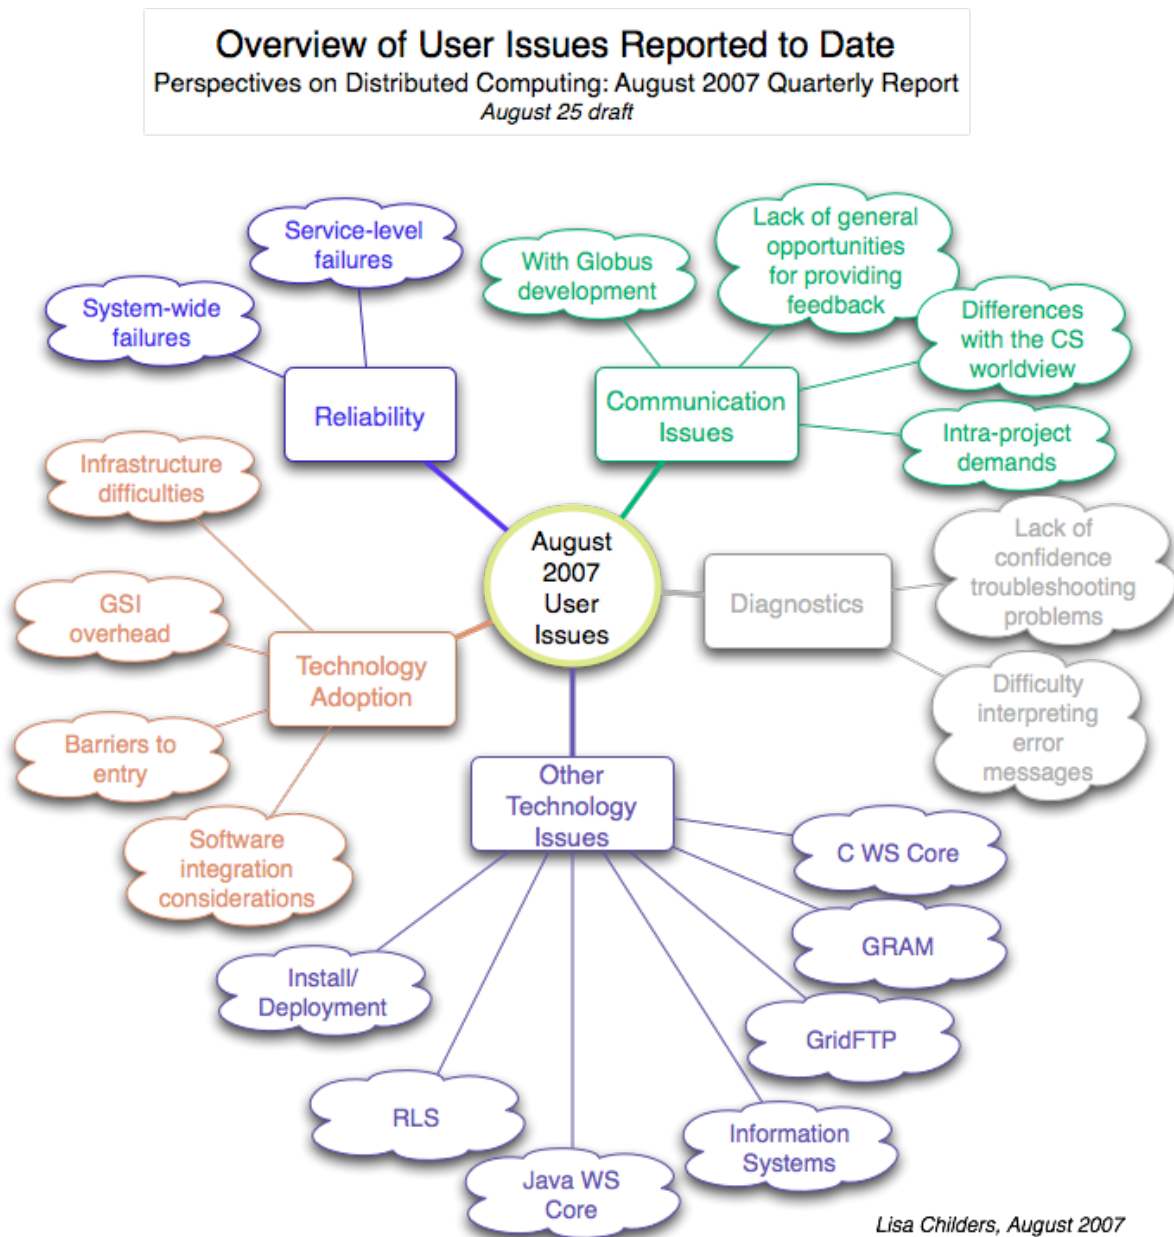 Overview of User Issues Reported to Date
Perspectives on Distributed Computing: August 2007 Quarterly Report
August 25 draft
Service-level
failures
System-wide
failures
Reliability
With Globus
development
Lack of general
opportunities
for providing
feedback
Differences
with the CS
worldview
Communication
Issues
Intra-project
demands
Infrastructure
difficulties
GSI
overhead
Technology
Adoption
Barriers to
entry
Software
integration
considerations
August
2007
User
Issues
Diagnostics
Lack of
confidence
troubleshooting
problems
Difficulty
interpreting
error
messages
Other
Technology
Issues
C WS Core
GRAM
GridFTP
Information
Systems
Java WS
Core
RLS
Install/
Deployment
Lisa Childers, August 2007